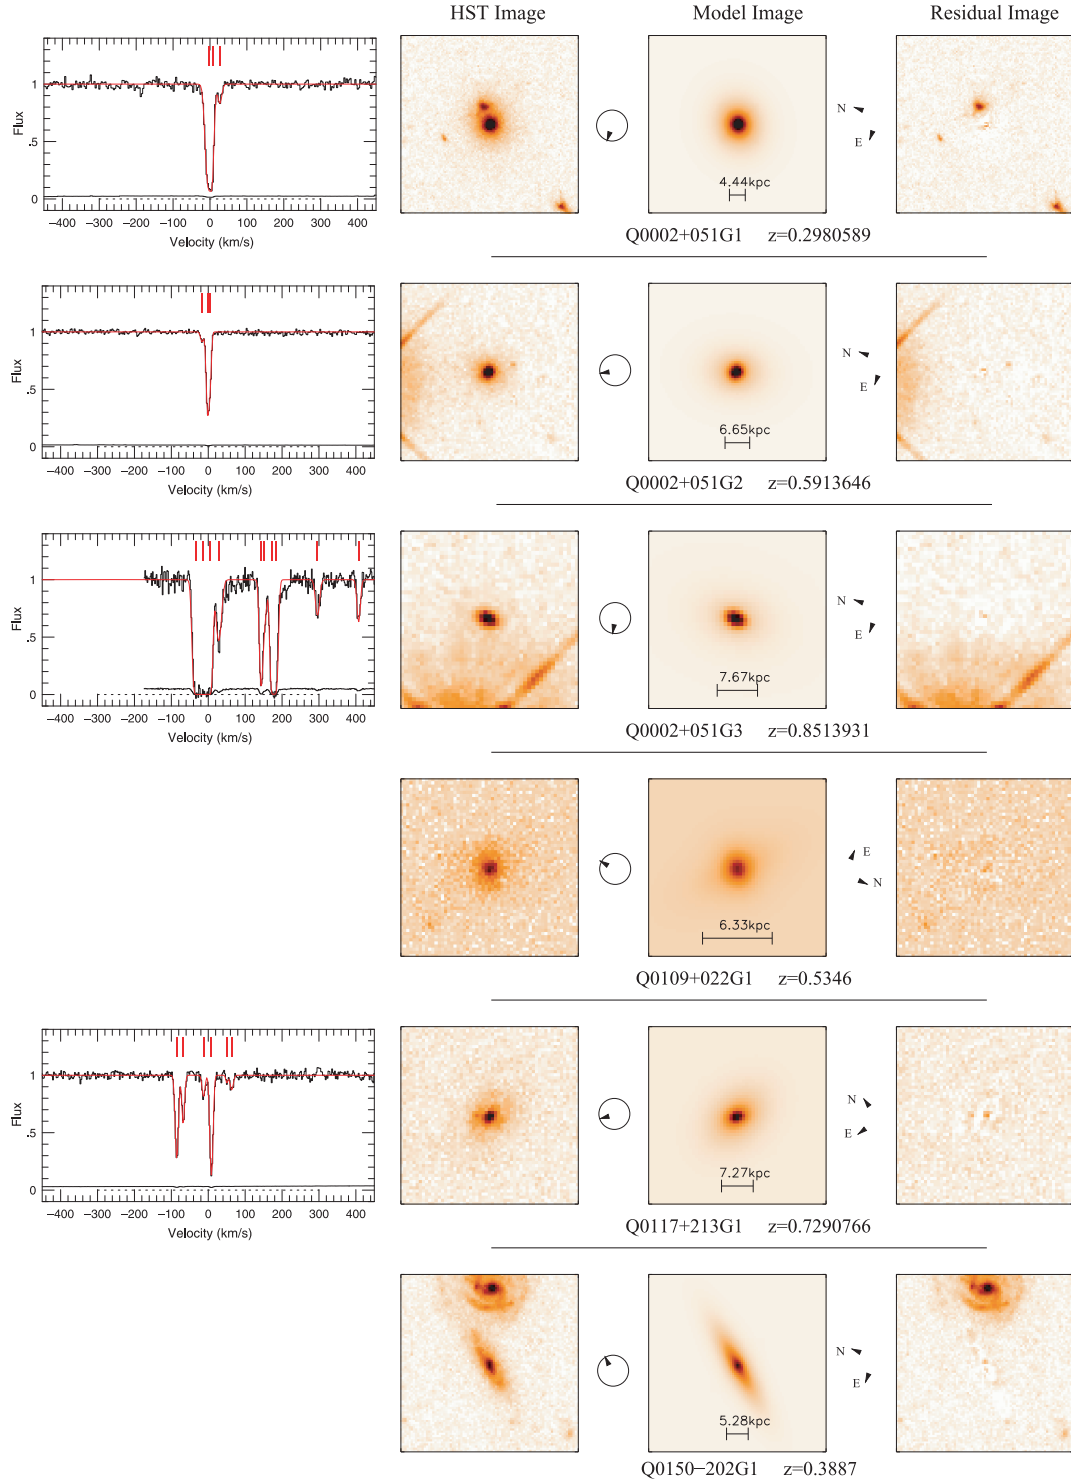 HST Image Model Image Residual Image
1
.5
0
Flux
−400 −300 −200 −100 0 100 200 300 400
Velocity (km/s)
N
E
4.44kpc
Q0002+051G1 z=0.2980589
1
.5
0
Flux
−400 −300 −200 −100 0 100 200 300 400
Velocity (km/s)
N
E
6.65kpc
Q0002+051G2 z=0.5913646
1
.5
0
Flux
−400 −300 −200 −100 0 100 200 300 400
Velocity (km/s)
N
E
7.67kpc
Q0002+051G3 z=0.8513931
E
N
6.33kpc
Q0109+022G1 z=0.5346
1
.5
0
Flux
−400 −300 −200 −100 0 100 200 300 400
Velocity (km/s)
N
E
7.27kpc
Q0117+213G1 z=0.7290766
N
E
5.28kpc
Q0150−202G1 z=0.3887